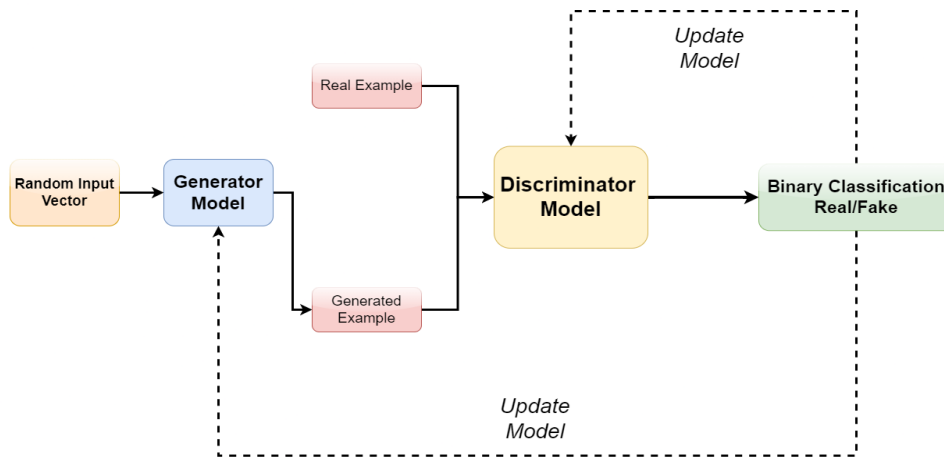 Update
Model
Real Example
Random Input
Vector
Generator
Model
Discriminator
Model
Binary Classification
Real/Fake
Generated
Example
Update
Model